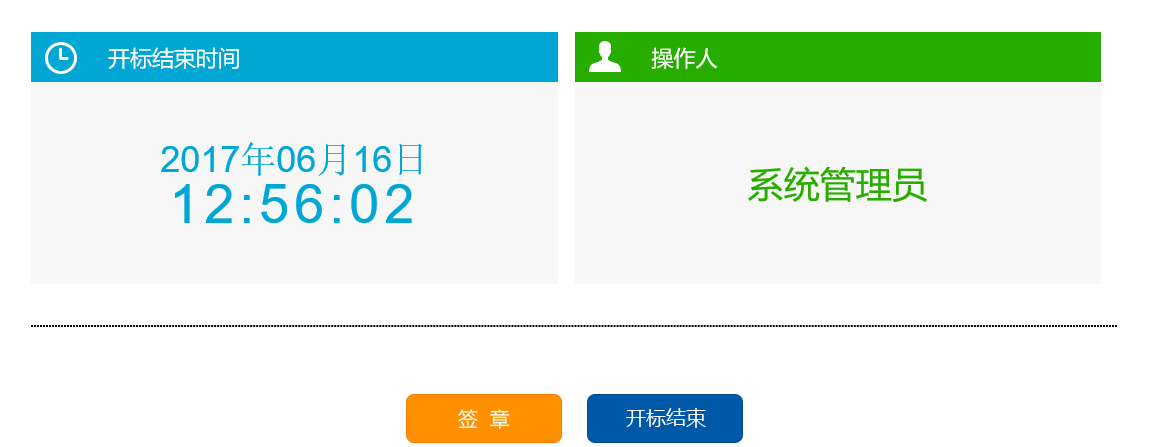 开标结束时间
操作人
2017年06月16日
12:56:02
系统管理员
签 章
开标结束